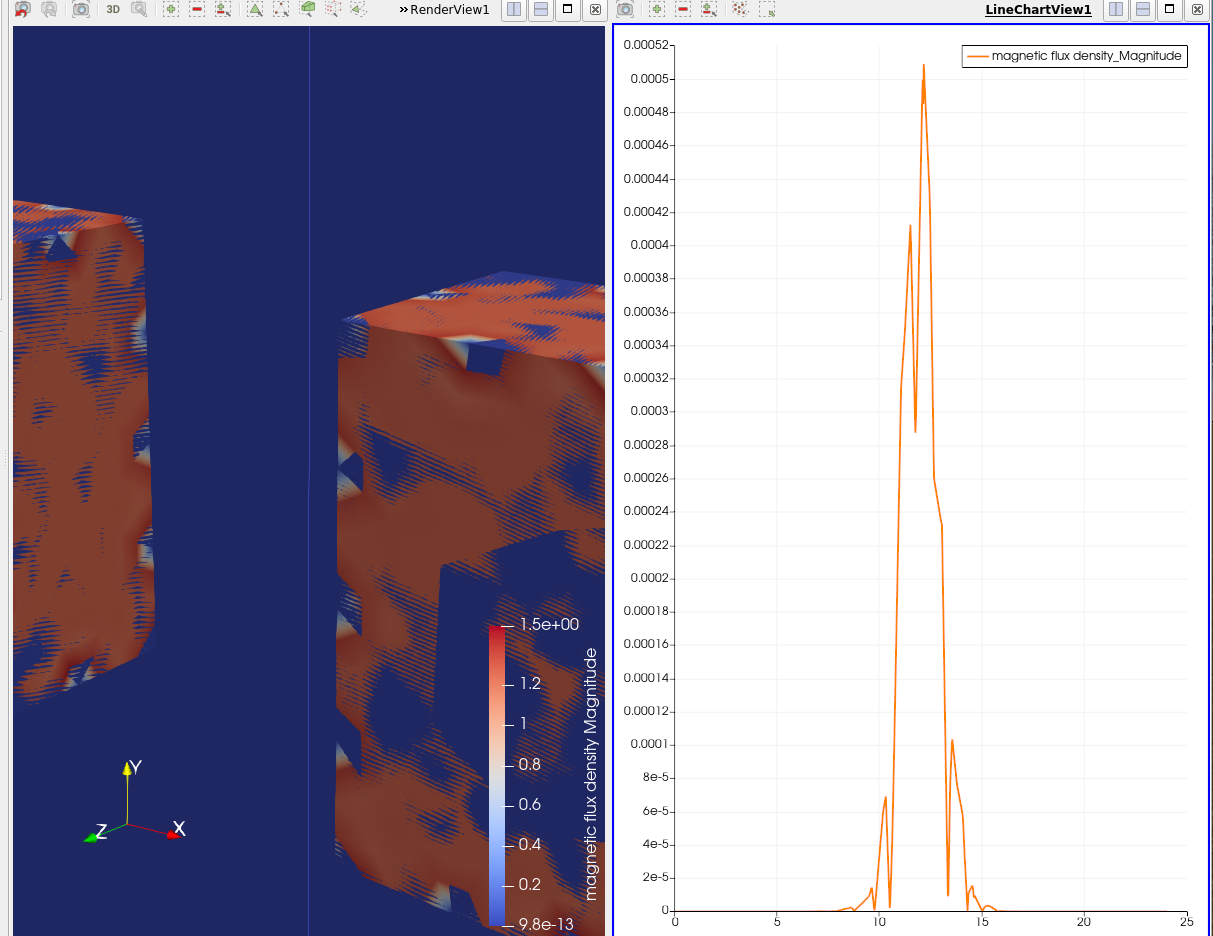 3D
RenderView1
LineChartView1
magnetic flux density_Magnitude
0.00052
0.0005
0.00048
0.00046
0.00044
0.00042
0.0004
0.00038
0.00036
0.00034
0.00032
0.0003
0.00028
0.00026
0.00024
0.00022
0.0002
0.00018
0.00016
0.00014
0.00012
0.0001
8e-5
6e-5
4e-5
2e-5
0
0
5
10
15
20
25
1.5e+00
1.2
1
0.8
0.6
0.4
0.2
9.8e-13
magnetic flux density Magnitude
Y
Z
X